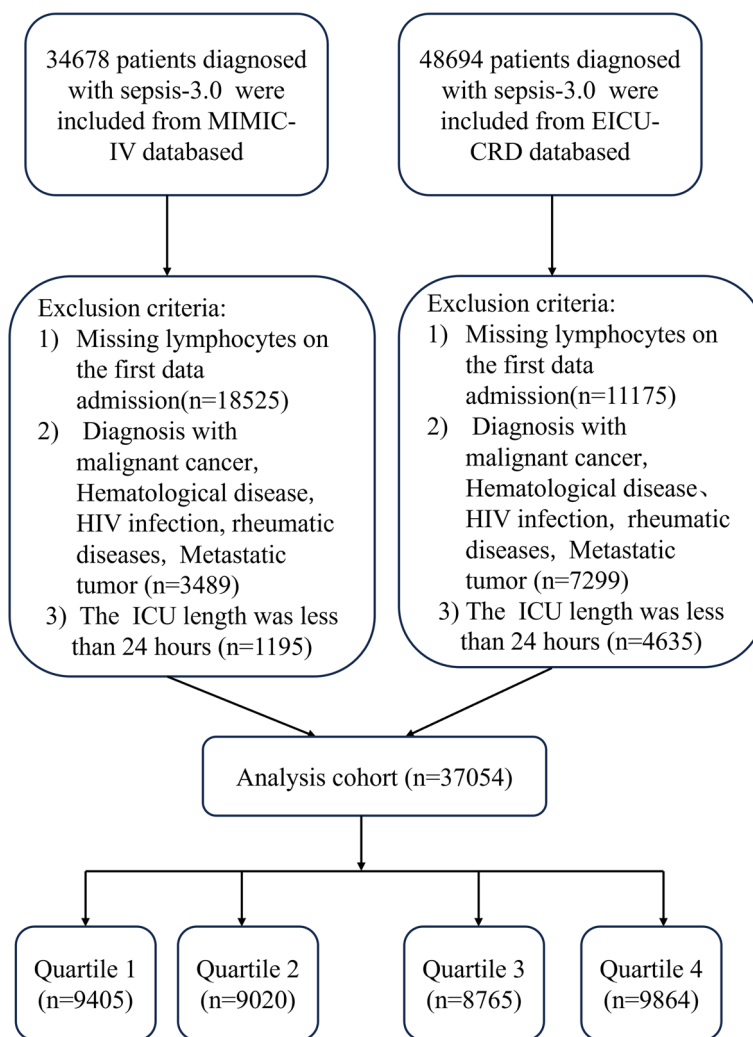 34678 patients diagnosed
with sepsis-3.0 were
included from MIMIC-
IV databased
48694 patients diagnosed
with sepsis-3.0 were
included from EICU-
CRD databased
Exclusion criteria:
1) Missing lymphocytes on
the first data
admission(n=18525)
2) Diagnosis with
malignant cancer,
Hematological disease,
HIV infection, rheumatic
diseases, Metastatic
tumor (n=3489)
3) The ICU length was less
than 24 hours (n=1195)
Exclusion criteria:
1) Missing lymphocytes on
the first data
admission(n=11175)
2) Diagnosis with
malignant cancer,
Hematological disease、
HIV infection, rheumatic
diseases, Metastatic
tumor (n=7299)
3) The ICU length was less
than 24 hours (n=4635)
Analysis cohort (n=37054)
Quartile 1
(n=9405)
Quartile 2
(n=9020)
Quartile 3
(n=8765)
Quartile 4
(n=9864)